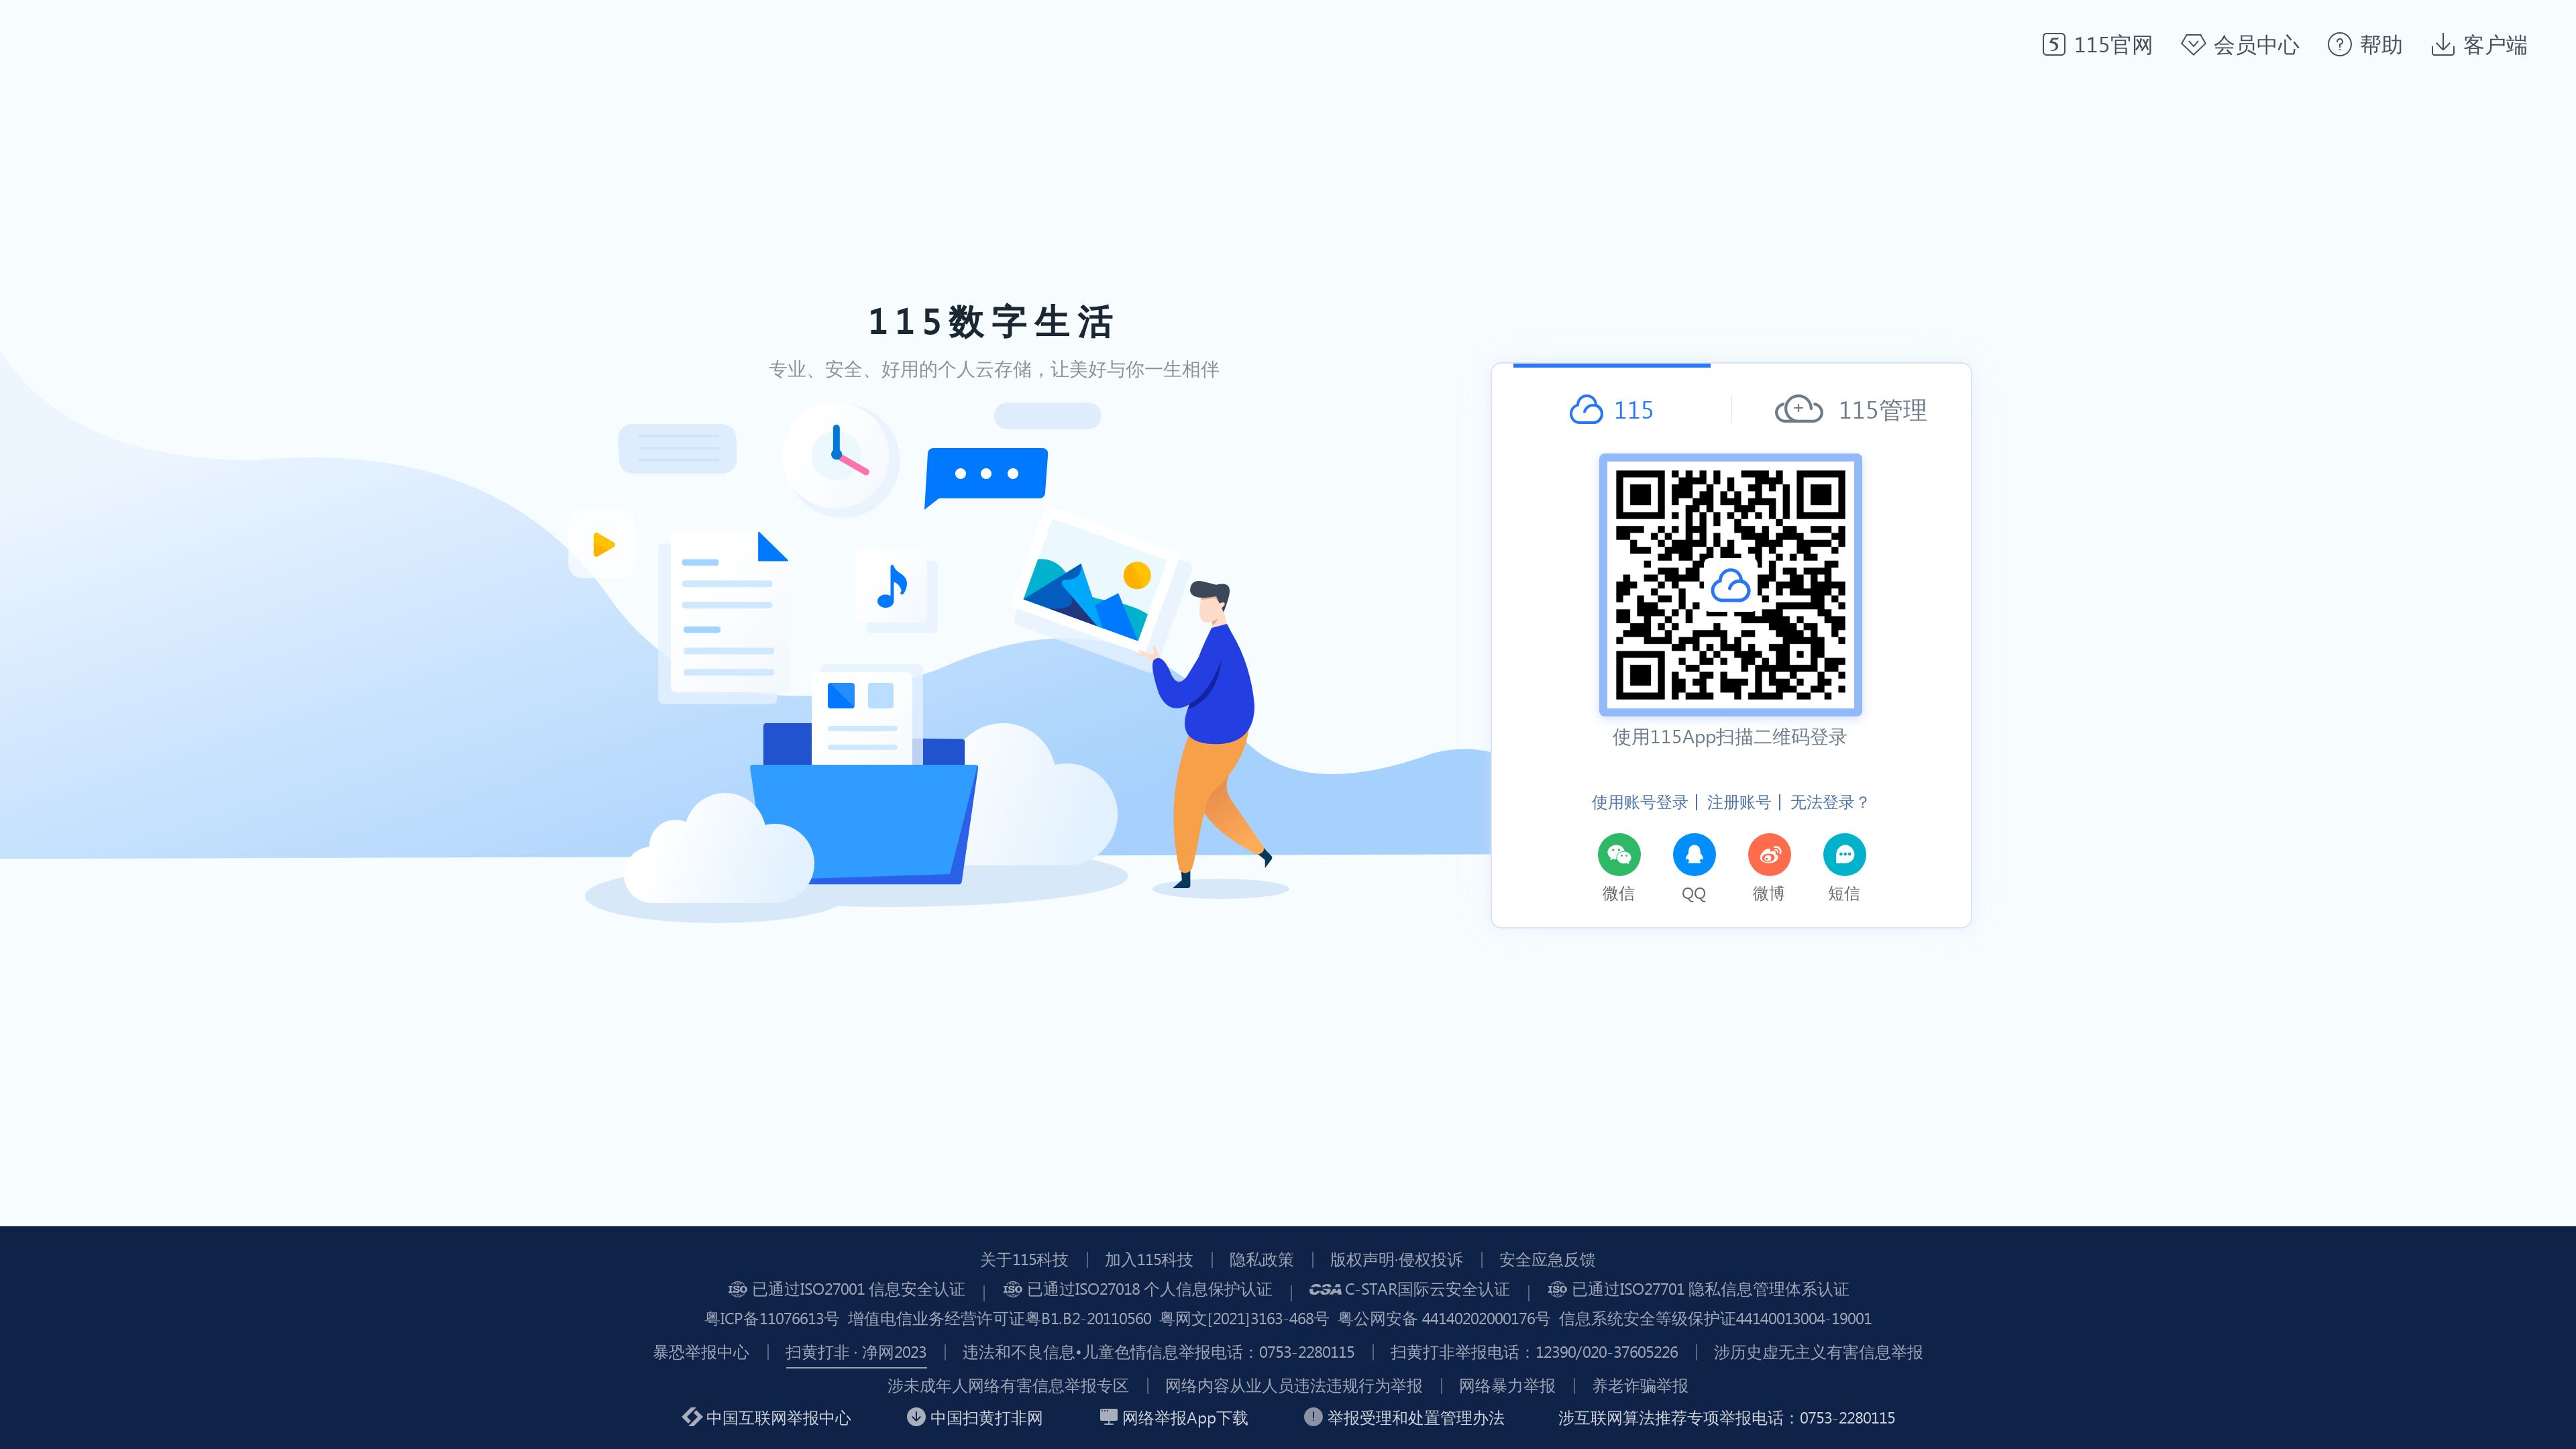 115官网 会员中心 帮助 客户端
115数字生活
专业、安全、好用的个人云存储，让美好与你一生相伴
115 115管理
使用115App扫描二维码登录
使用账号登录 | 注册账号 | 无法登录？
微信 QQ 微博 短信
关于115科技 | 加入115科技 | 隐私政策 | 版权声明·侵权投诉 | 安全应急反馈
ISO 已通过ISO27001 信息安全认证 | ISO 已通过ISO27018 个人信息保护认证 | CSA C-STAR国际云安全认证 | ISO 已通过ISO27701 隐私信息管理体系认证
粤ICP备11076613号 增值电信业务经营许可证粤B1.B2-20110560 粤网文[2021]3163-468号 粤公网安备 44140202000176号 信息系统安全等级保护证44140013004-19001
暴恐举报中心 | 扫黄打非 · 净网2023 | 违法和不良信息•儿童色情信息举报电话：0753-2280115 | 扫黄打非举报电话：12390/020-37605226 | 涉历史虚无主义有害信息举报
涉未成年人网络有害信息举报专区 | 网络内容从业人员违法违规行为举报 | 网络暴力举报 | 养老诈骗举报
中国互联网举报中心 中国扫黄打非网 网络举报App下载 举报受理和处置管理办法 涉互联网算法推荐专项举报电话：0753-2280115